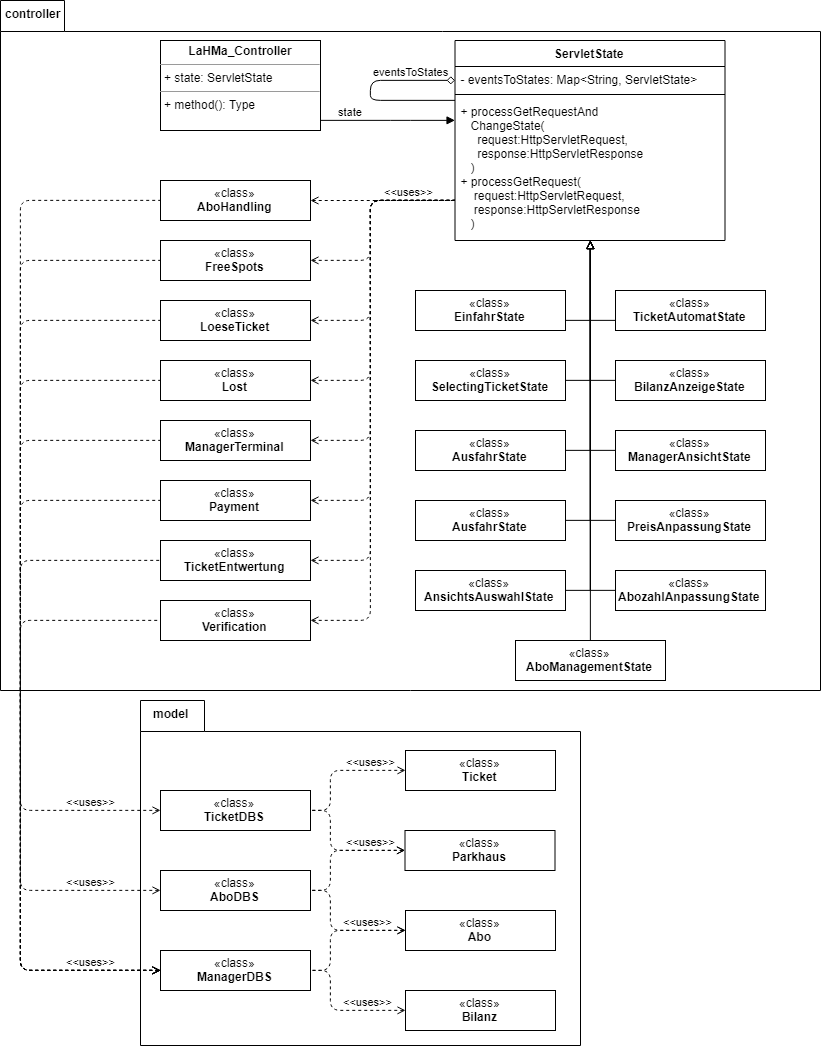 controller
LaHMa_Controller
+ state: ServletState
+ method(): Type
eventsToStates
state
ServletState
- eventsToStates: Map<String, ServletState>
+ processGetRequestAnd
ChangeState(
request:HttpServletRequest,
response:HttpServletResponse
)
+ processGetRequest(
request:HttpServletRequest,
response:HttpServletResponse
)
<<uses>>
«class»
AboHandling
«class»
FreeSpots
«class»
LoeseTicket
«class»
Lost
«class»
ManagerTerminal
«class»
Payment
«class»
TicketEntwertung
«class»
Verification
«class»
EinfahrState
«class»
TicketAutomatState
«class»
SelectingTicketState
«class»
BilanzAnzeigeState
«class»
AusfahrState
«class»
ManagerAnsichtState
«class»
AusfahrState
«class»
PreisAnpassungState
«class»
AnsichtsAuswahlState
«class»
AbozahlAnpassungState
«class»
AboManagementState
model
<<uses>>
«class»
TicketDBS
<<uses>>
«class»
AboDBS
<<uses>>
«class»
ManagerDBS
<<uses>>
«class»
Ticket
<<uses>>
«class»
Parkhaus
<<uses>>
«class»
Abo
<<uses>>
«class»
Bilanz